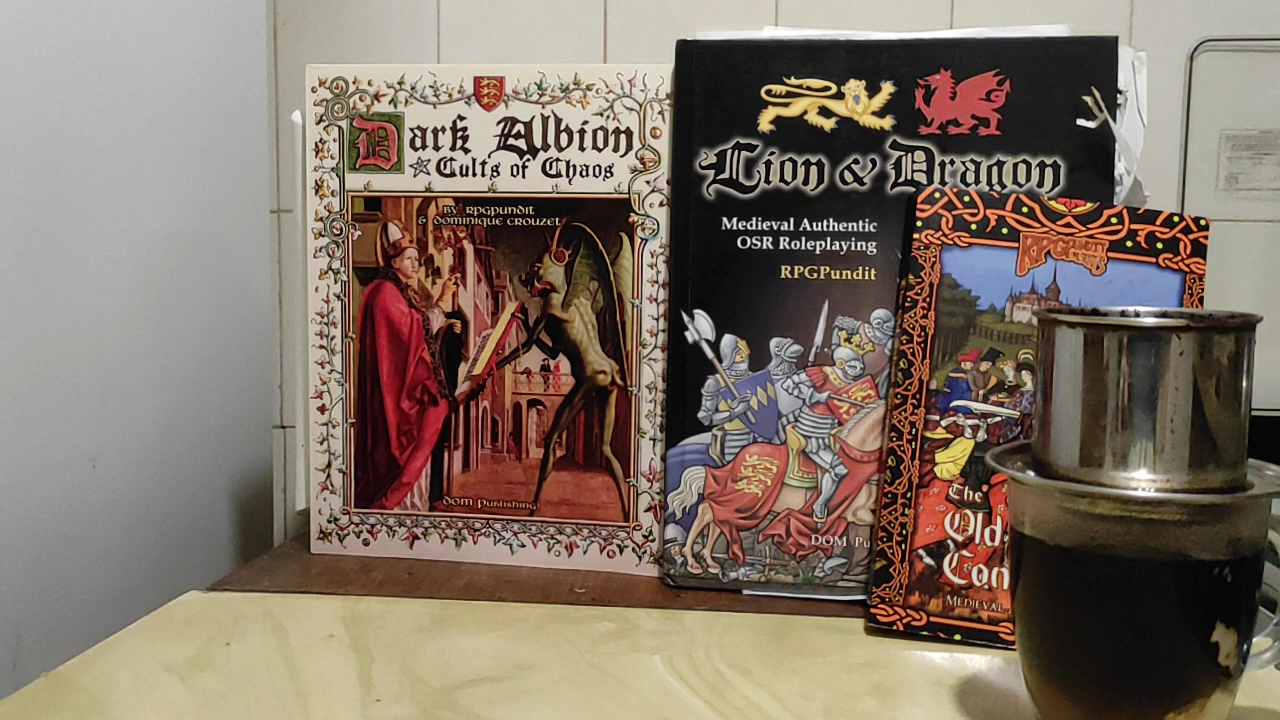 Dark Albion
Cults of Chaos
By RPGPundit
& Dominique Crouzet
DOM Publishing
Lion & Dragon
Medieval Authentic
OSR Roleplaying
RPGPundit
DOM Pu
RPGPundit
The
Old
Con
Medieval